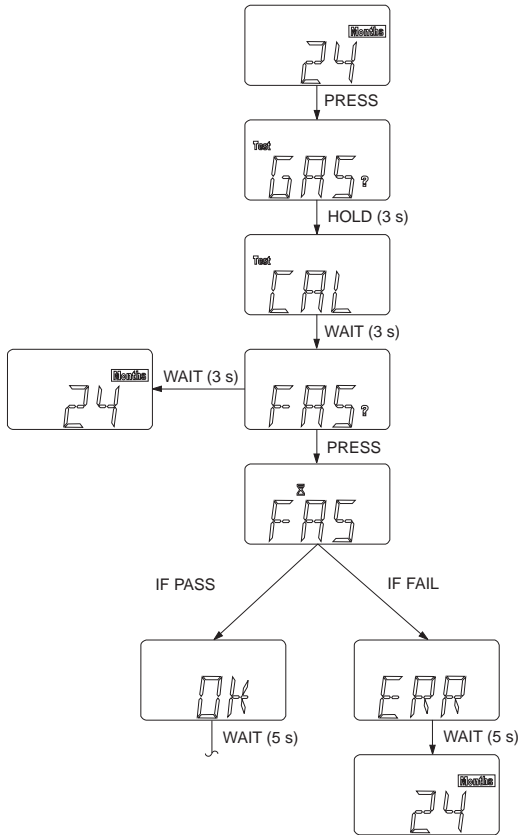 Months
24
PRESS
Test
GAS?
HOLD (3 s)
Test
CAL
WAIT (3 s)
Months
24
WAIT (3 s)
FAS?
PRESS
FAS
IF PASS
IF FAIL
OK
ERR
WAIT (5 s)
WAIT (5 s)
Months
24